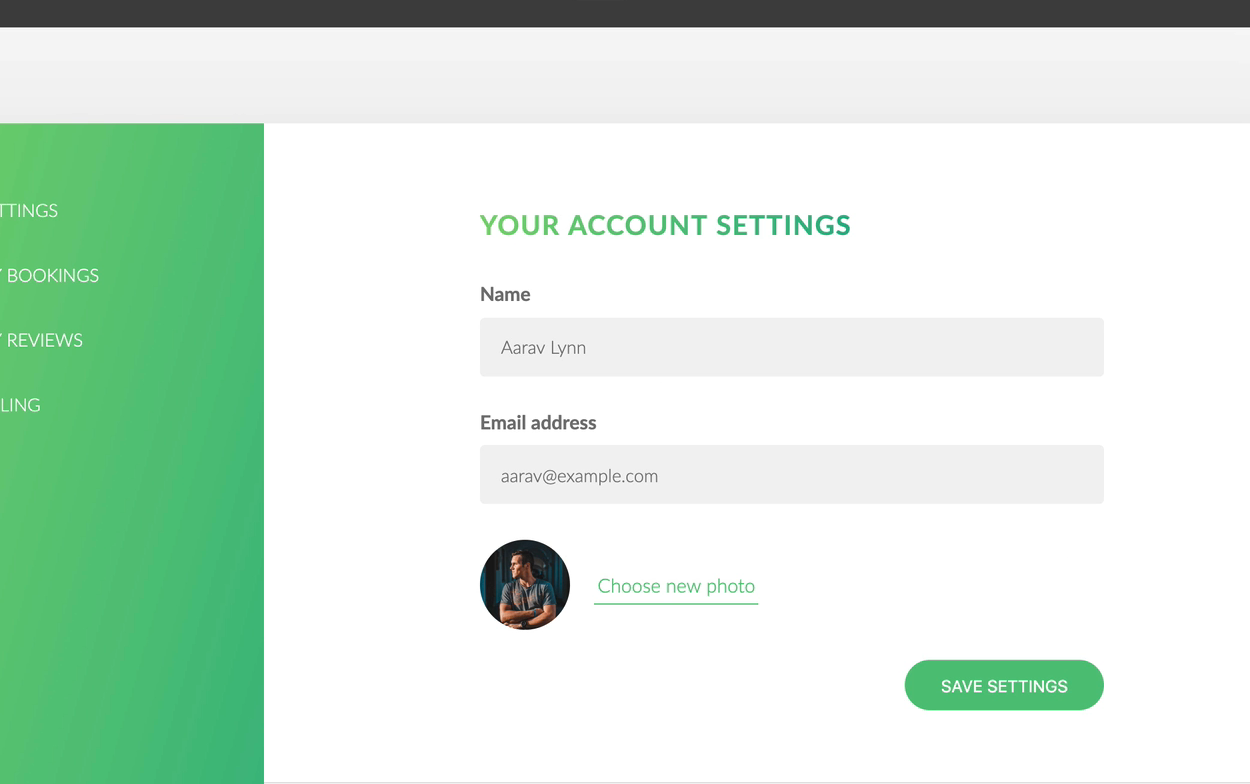 TTINGS
BOOKINGS
REVIEWS
LING
YOUR ACCOUNT SETTINGS
Name
Aarav Lynn
Email address
aarav@example.com
Choose new photo
SAVE SETTINGS